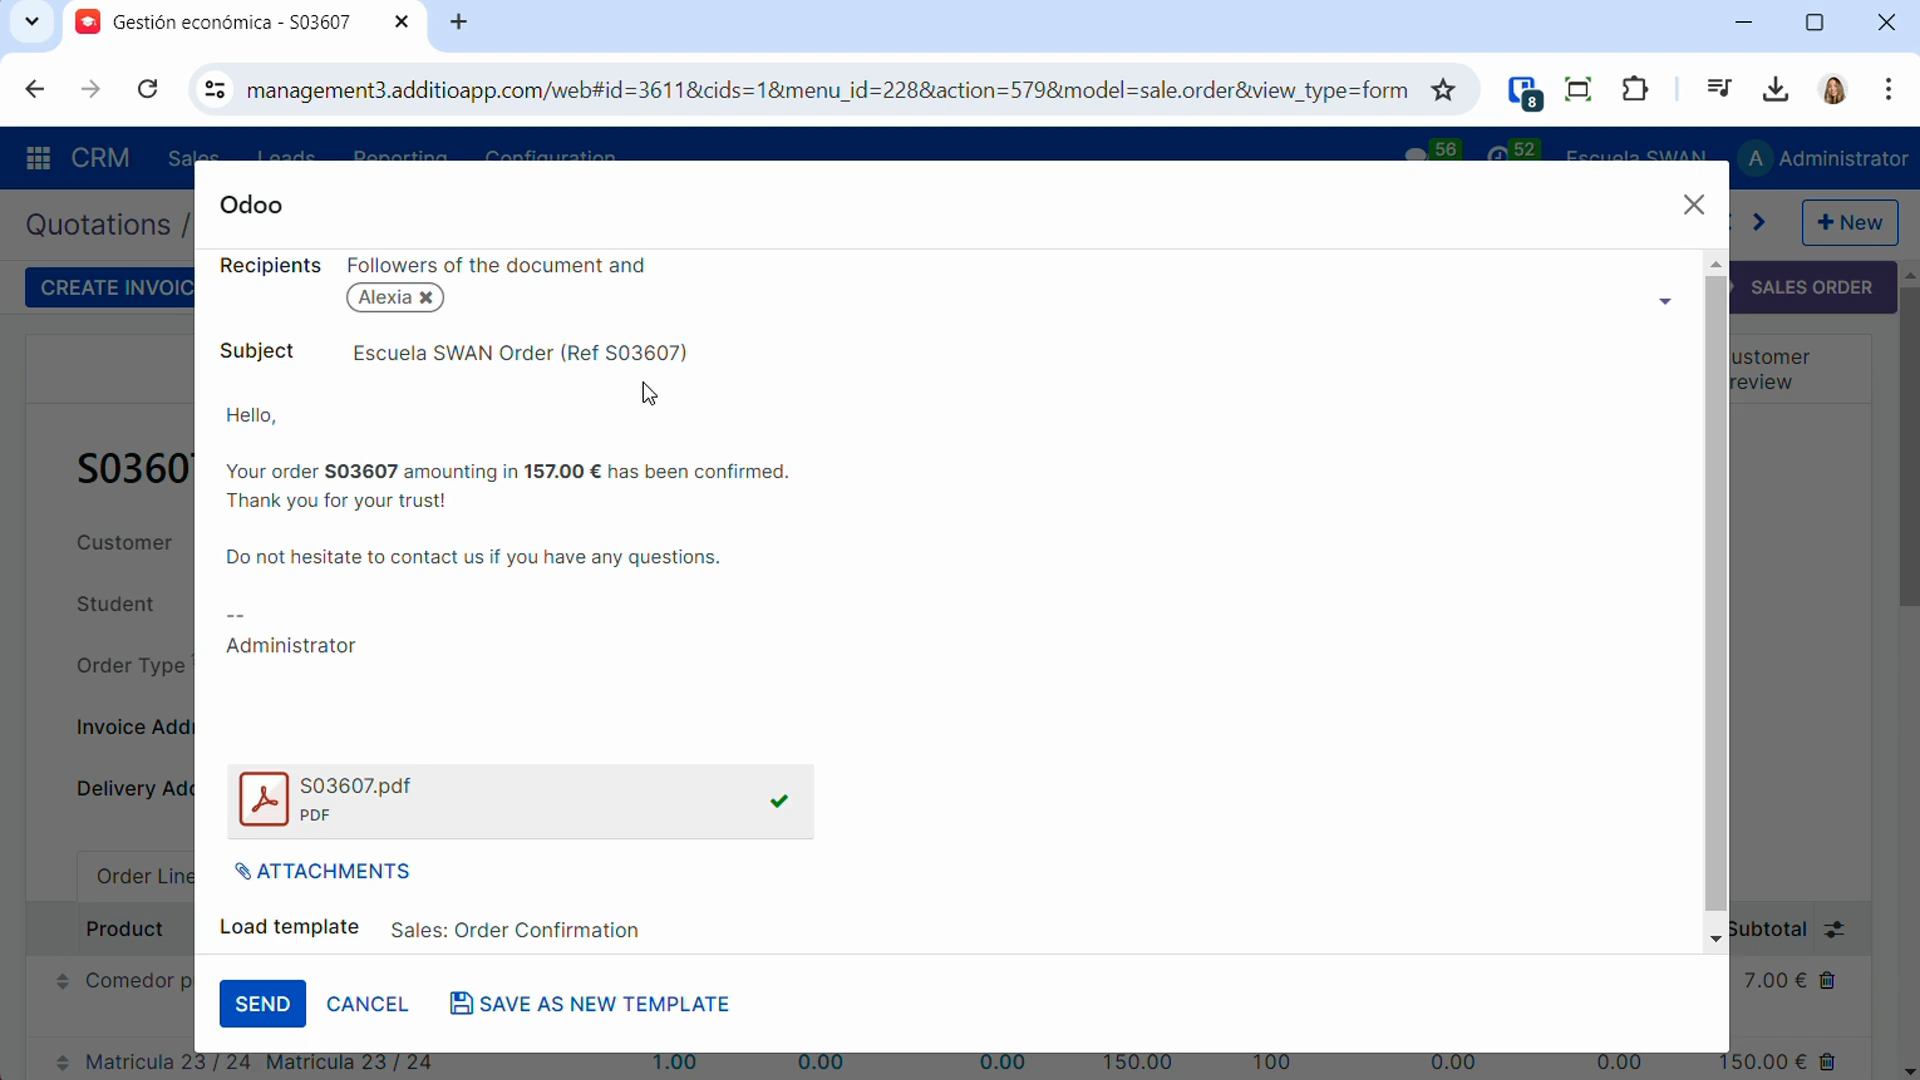 Gestión económica - S03607
management3.additioapp.com/web#id=3611&cids=1&menu_id=228&action=579&model=sale.order&view_type=form
8
CRM Sales Leads Reporting Configuration 56 52 Escuela SWAN A Administrator
Quotations /
+ New
CREATE INVOIC
SALES ORDER
Odoo
Recipients Followers of the document and
Alexia
Subject Escuela SWAN Order (Ref S03607)
ustomer
review
Hello,
Your order S03607 amounting in 157.00 € has been confirmed.
Thank you for your trust!
Do not hesitate to contact us if you have any questions.
--
Administrator
S03607.pdf
PDF
ATTACHMENTS
Load template Sales: Order Confirmation
SEND CANCEL SAVE AS NEW TEMPLATE
S0360
Customer
Student
Order Type ?
Invoice Addr
Delivery Add
Order Line
Product
Subtotal
Comedor p
7.00 €
Matricula 23 / 24 Matricula 23 / 24 1.00 0.00 0.00 150.00 100 0.00 0.00 150.00 €